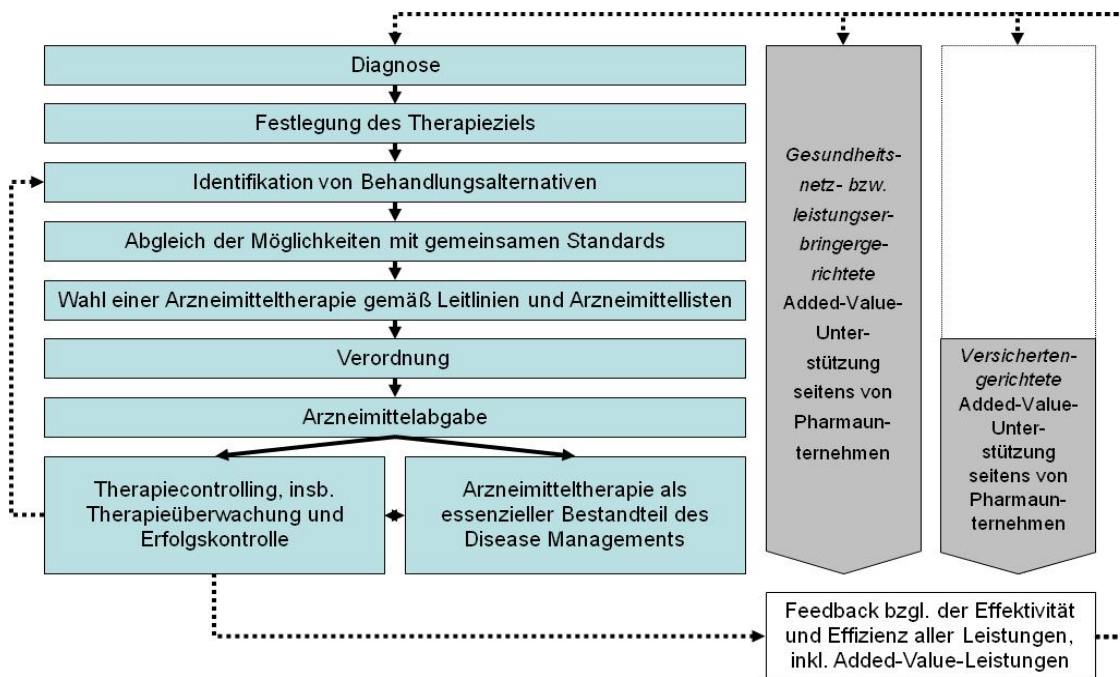 Diagnose
Festlegung des Therapieziels
Identifikation von Behandlungsalternativen
Abgleich der Möglichkeiten mit gemeinsamen Standards
Wahl einer Arzneimitteltherapie gemäß Leitlinien und Arzneimittellisten
Verordnung
Arzneimittelabgabe
Therapiecontrolling, insb.
Therapieüberwachung und
Erfolgskontrolle
Arzneimitteltherapie als
essenzieller Bestandteil des
Disease Managements
Gesundheits-
netz- bzw.
leistungser-
bringerge-
richtete
Added-Value-
Unter-
stützung
seitens von
Pharmaun-
ternehmen
Versicherten-
gerichtete
Added-Value-
Unter-
stützung
seitens von
Pharmaun-
ternehmen
Feedback bzgl. der Effektivität
und Effizienz aller Leistungen,
inkl. Added-Value-Leistungen